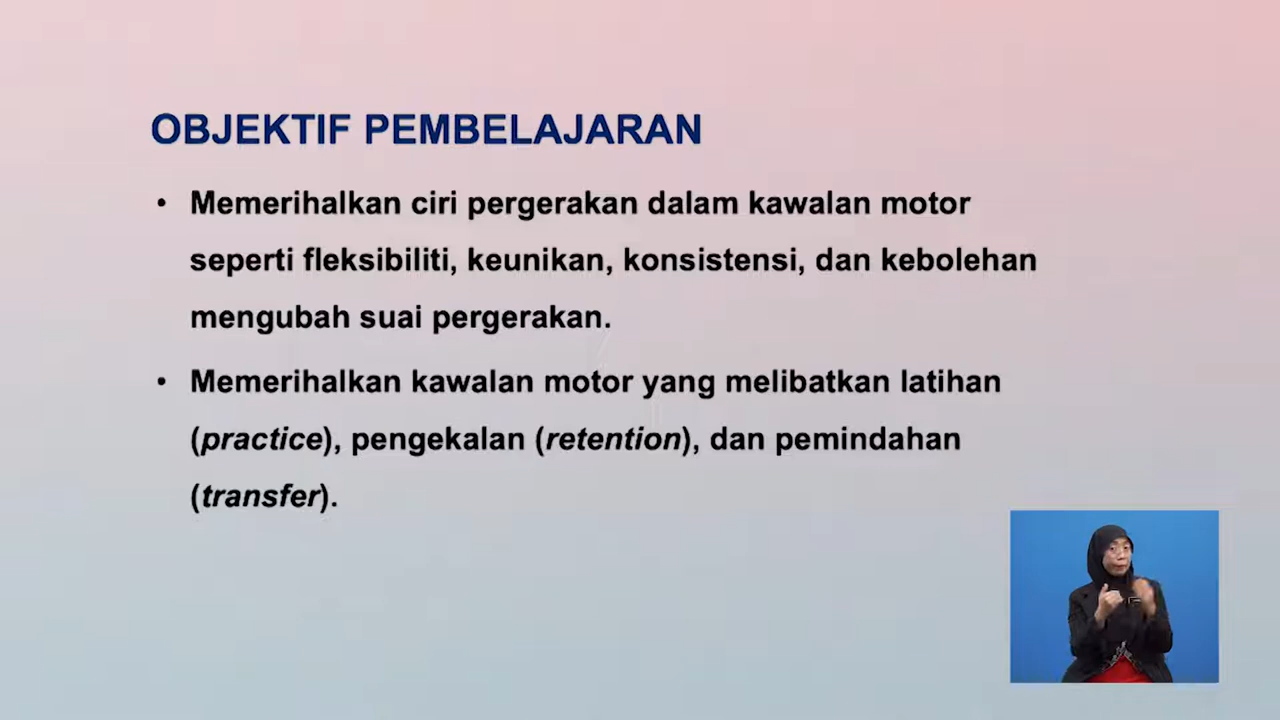 OBJEKTIF PEMBELAJARAN
• Memerihalkan ciri pergerakan dalam kawalan motor
seperti fleksibiliti, keunikan, konsistensi, dan kebolehan
mengubah suai pergerakan.
• Memerihalkan kawalan motor yang melibatkan latihan
(practice), pengekalan (retention), dan pemindahan
(transfer).